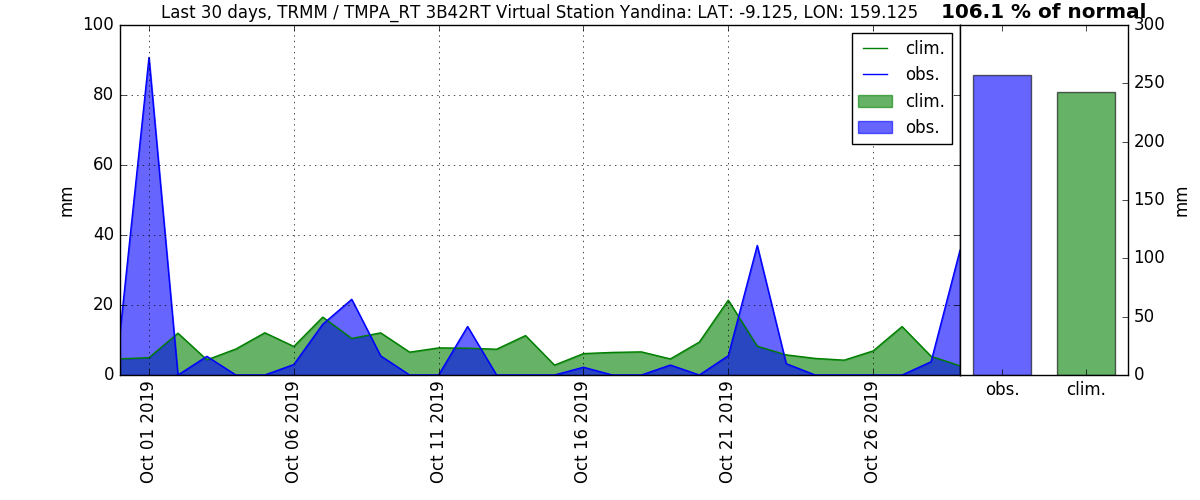 Last 30 days, TRMM / TMPA_RT 3B42RT Virtual Station Yandina: LAT: -9.125, LON: 159.125
106.1 % of normal
100
80
60
40
20
0
mm
clim.
obs.
clim.
obs.
300
250
200
150
100
50
0
mm
Oct 01 2019
Oct 06 2019
Oct 11 2019
Oct 16 2019
Oct 21 2019
Oct 26 2019
obs.
clim.